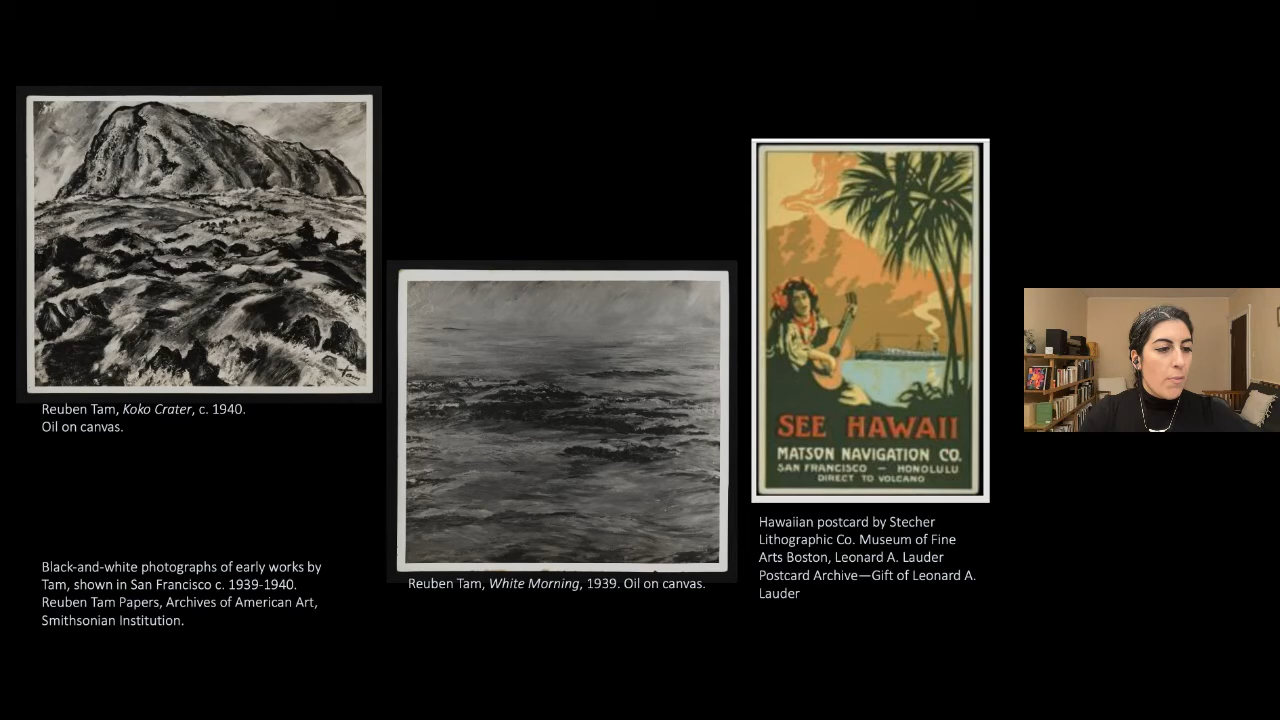 Tam
Reuben Tam, Koko Crater, c. 1940.
Oil on canvas.
Black-and-white photographs of early works by
Tam, shown in San Francisco c. 1939-1940.
Reuben Tam Papers, Archives of American Art,
Smithsonian Institution.
Reuben Tam, White Morning, 1939. Oil on canvas.
SEE HAWAII
MATSON NAVIGATION CO.
SAN FRANCISCO — HONOLULU
DIRECT TO VOLCANO
Hawaiian postcard by Stecher
Lithographic Co. Museum of Fine
Arts Boston, Leonard A. Lauder
Postcard Archive—Gift of Leonard A.
Lauder